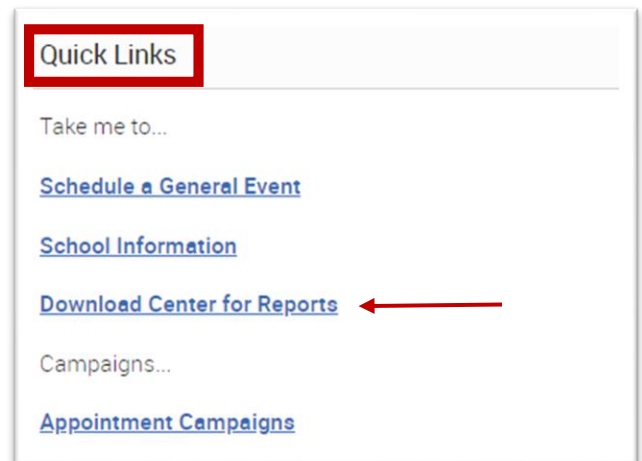 Quick Links
Take me to...
Schedule a General Event
School Information
Download Center for Reports
Campaigns...
Appointment Campaigns